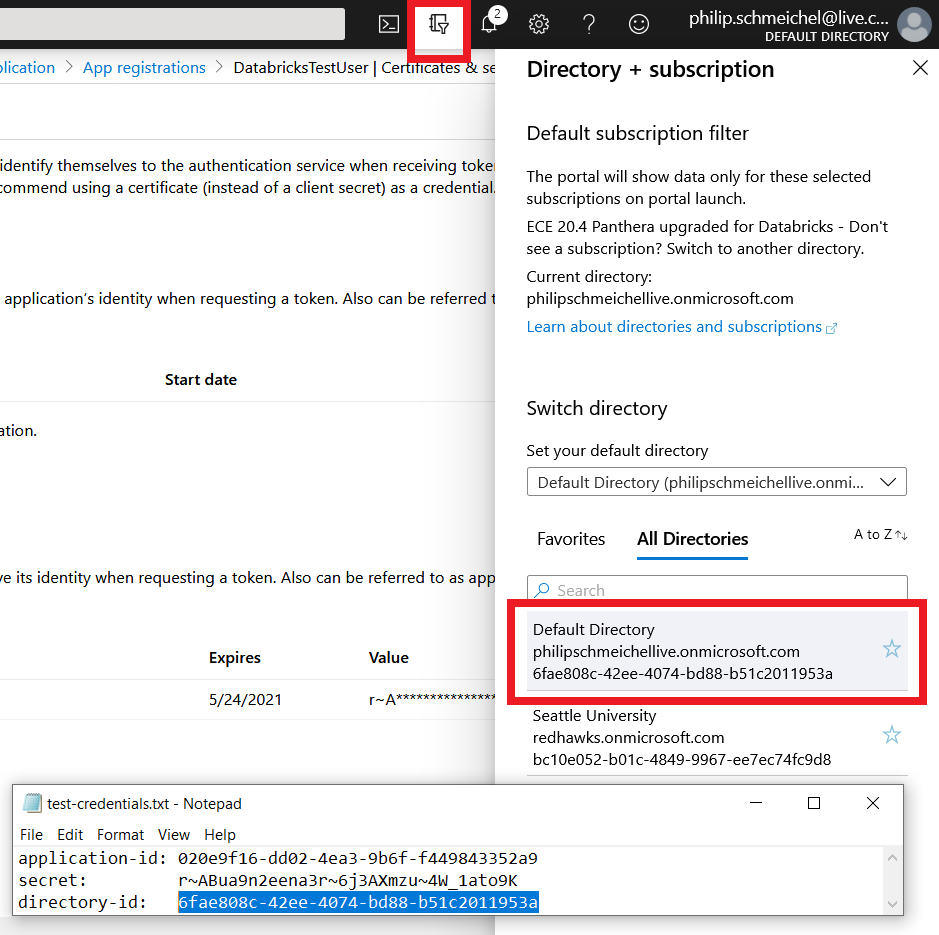 2
philip.schmeichel@live.c...
DEFAULT DIRECTORY
plication > App registrations > DatabricksTestUser | Certificates & se
identify themselves to the authentication service when receiving toke
commend using a certificate (instead of a client secret) as a credential.
application’s identity when requesting a token. Also can be referred t
Start date
ation.
ve its identity when requesting a token. Also can be referred to as app
Expires Value
5/24/2021 r~A***************
Directory + subscription
Default subscription filter
The portal will show data only for these selected
subscriptions on portal launch.
ECE 20.4 Panthera upgraded for Databricks - Don't
see a subscription? Switch to another directory.
Current directory:
philipschmeichellive.onmicrosoft.com
Learn about directories and subscriptions
Switch directory
Set your default directory
Default Directory (philipschmeichellive.onmi...
Favorites All Directories A to Z
Search
Default Directory
philipschmeichellive.onmicrosoft.com
6fae808c-42ee-4074-bd88-b51c2011953a
Seattle University
redhawks.onmicrosoft.com
bc10e052-b01c-4849-9967-ee7ec74fc9d8
test-credentials.txt - Notepad
File Edit Format View Help
application-id: 020e9f16-dd02-4ea3-9b6f-f449843352a9
secret: r~ABua9n2eena3r~6j3AXmzu~4W_1ato9K
directory-id: 6fae808c-42ee-4074-bd88-b51c2011953a